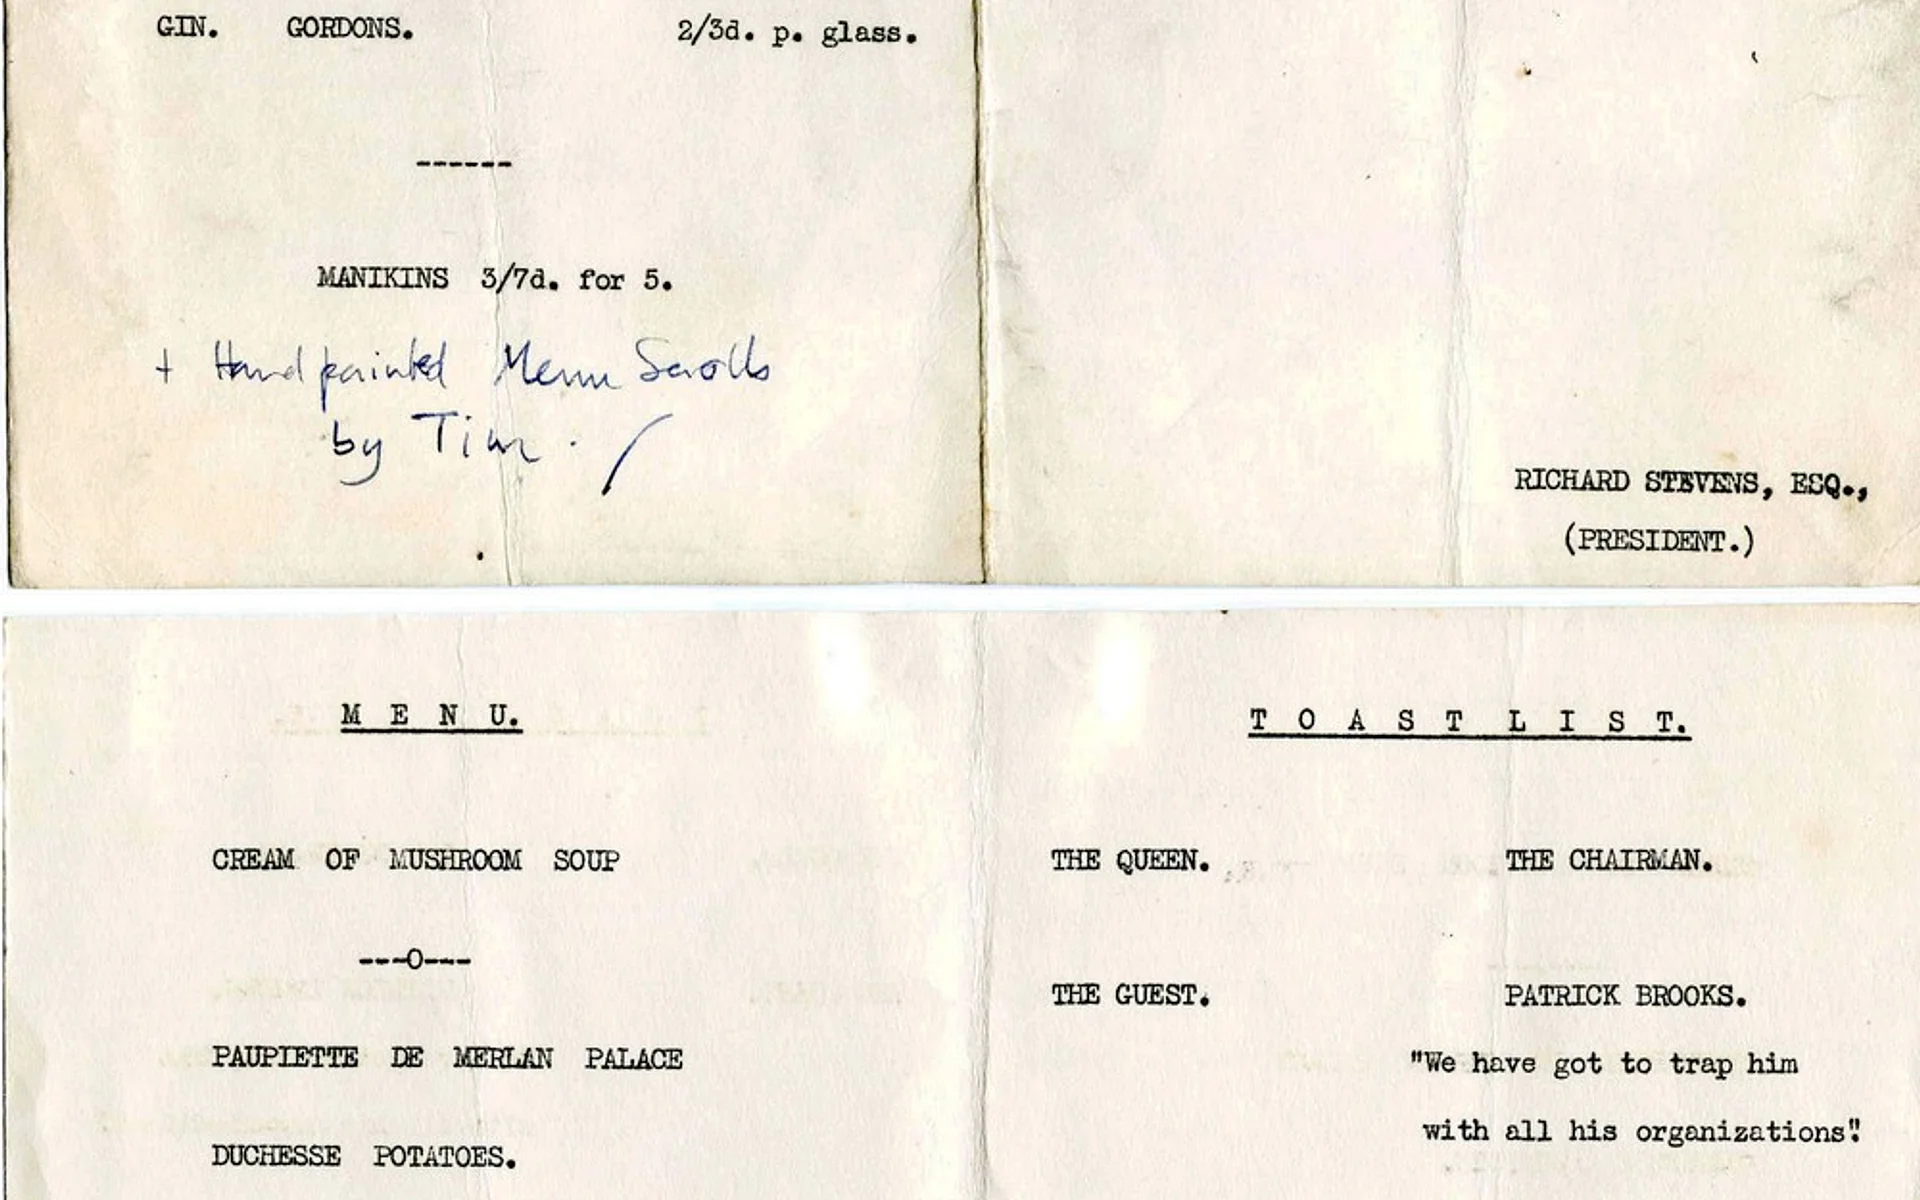 GIN. GORDONS. 2/3d. p. glass.
------
MANIKINS 3/7d. for 5.
+ Hand painted Menu Scrolls
by Tim.
RICHARD STEVENS, ESQ.,
(PRESIDENT.)
M E N U.
CREAM OF MUSHROOM SOUP
---O---
PAUPIETTE DE MERLAN PALACE
DUCHESSE POTATOES.
T O A S T L I S T.
THE QUEEN. THE CHAIRMAN.
THE GUEST. PATRICK BROOKS.
"We have got to trap him
with all his organizations".